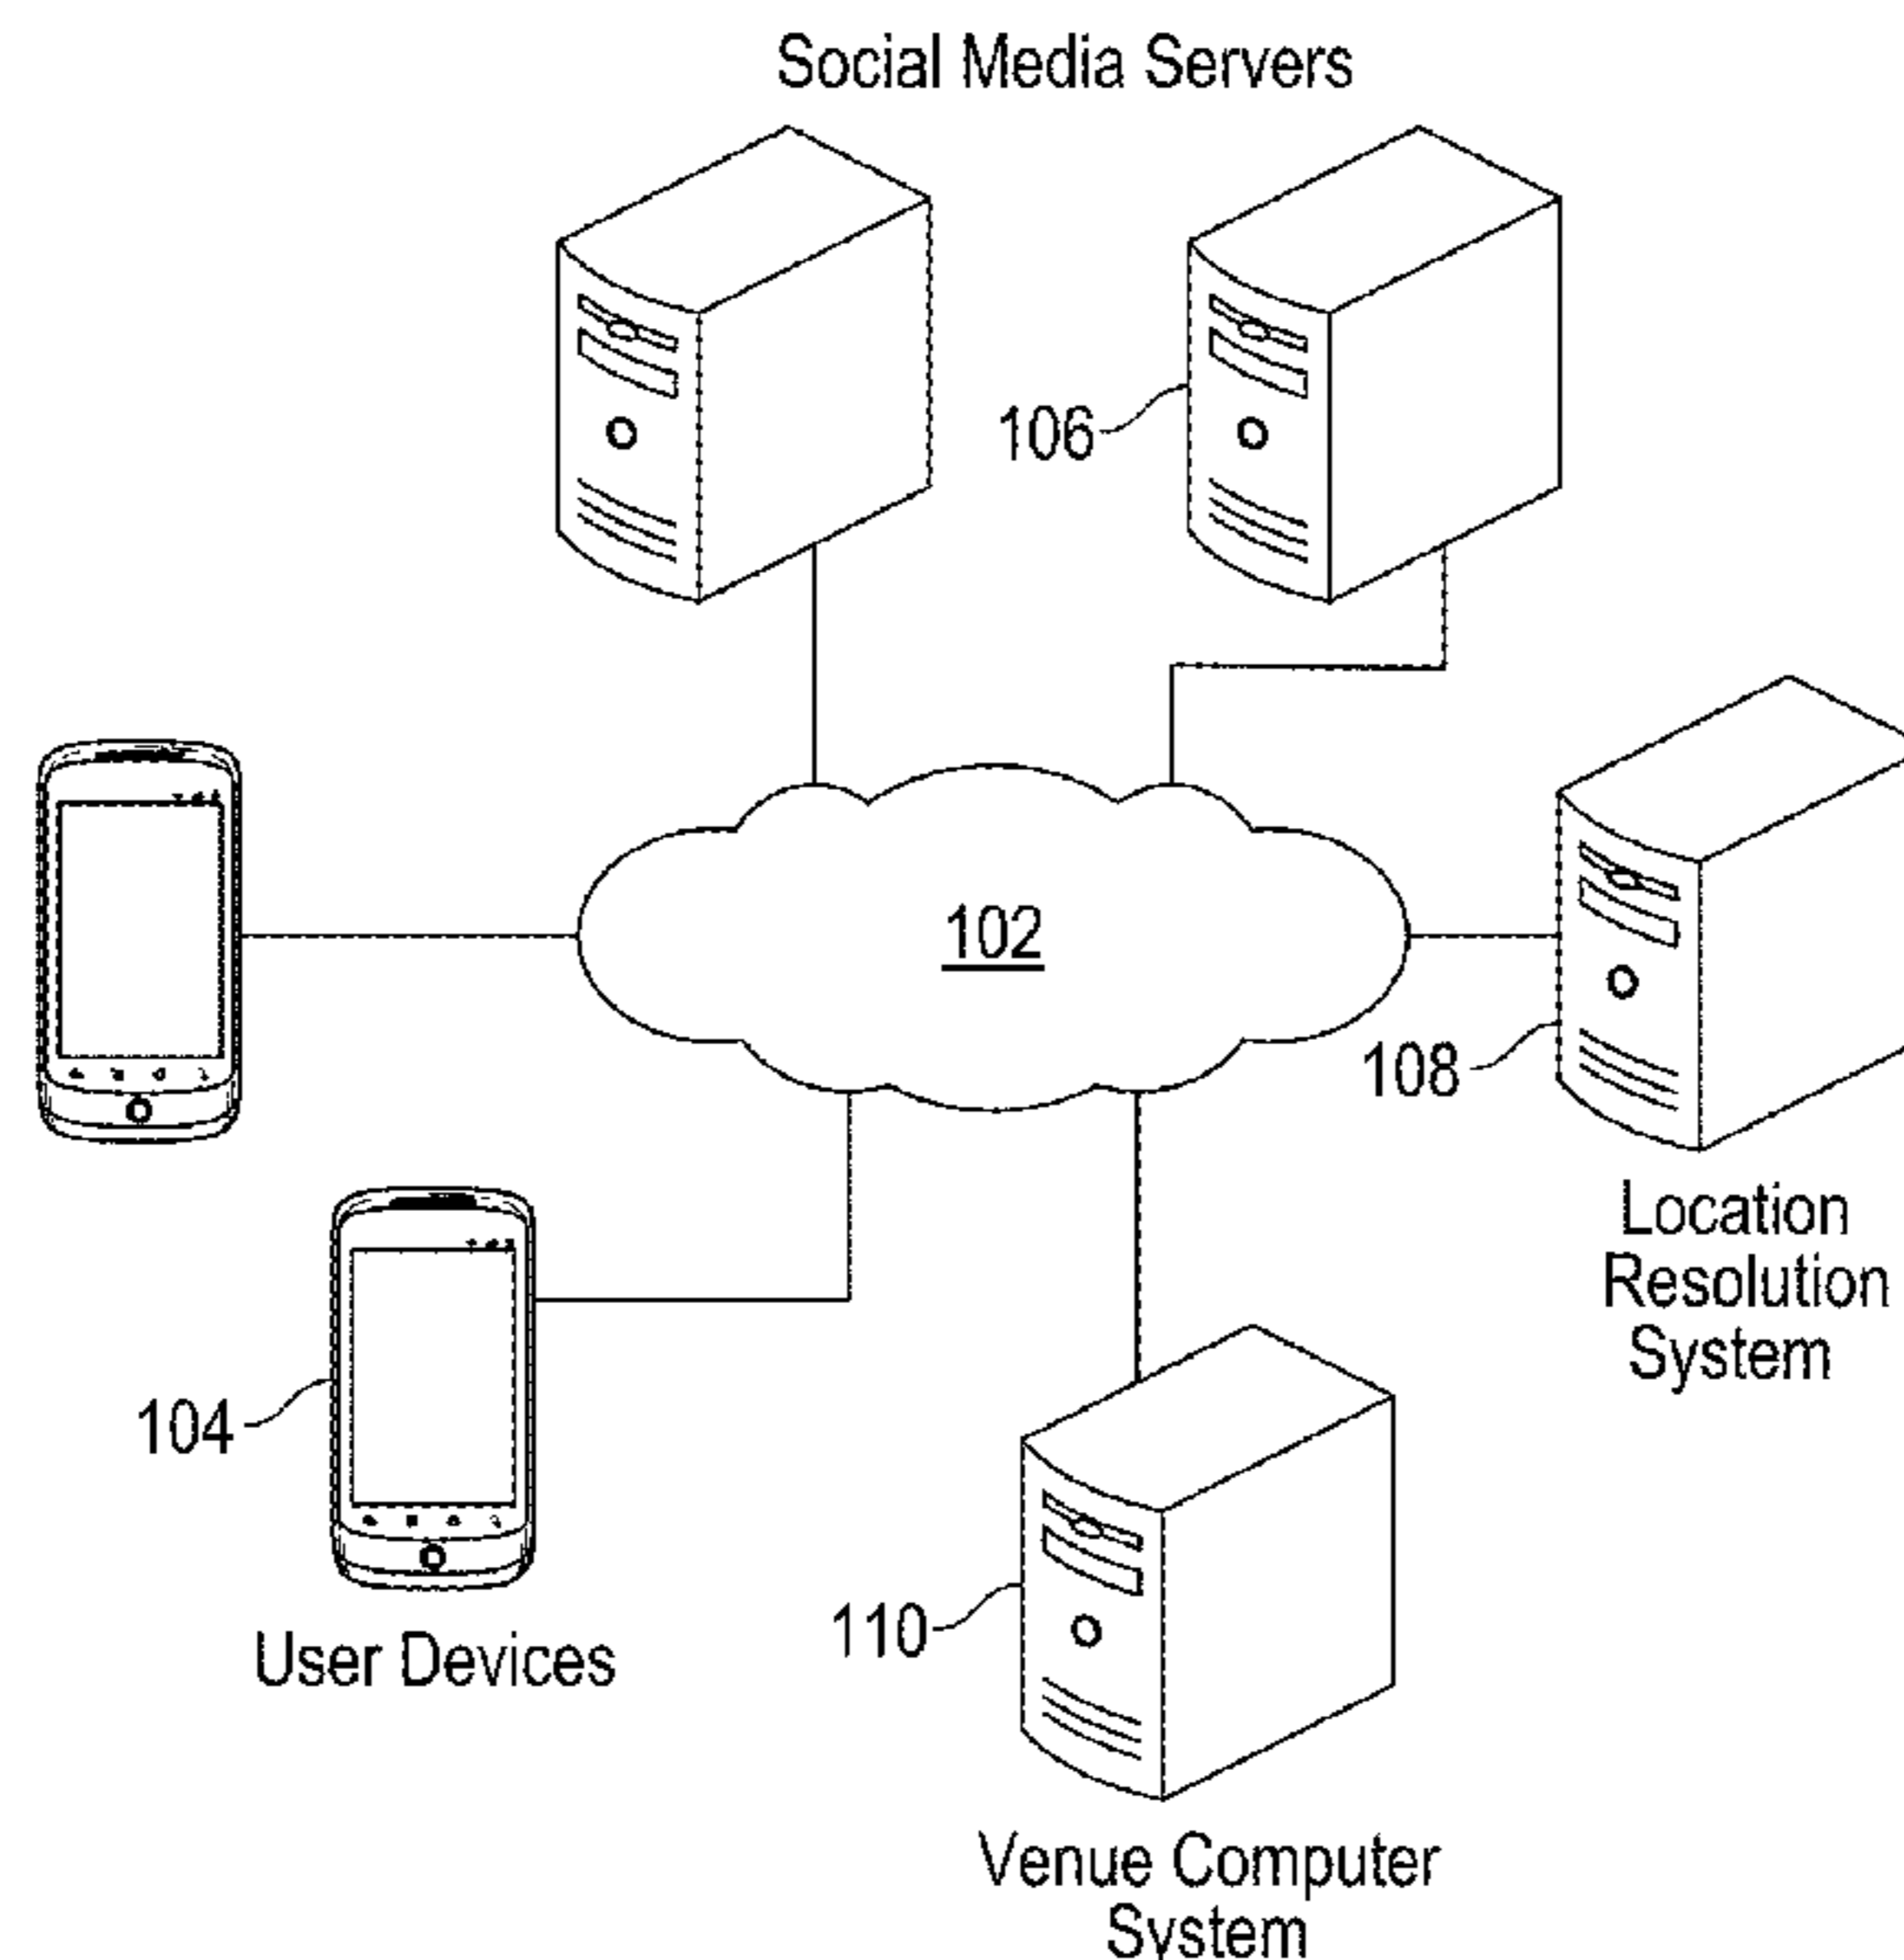 Social Media Servers
106
102
108
Location
Resolution
System
104
User Devices
110
Venue Computer
System